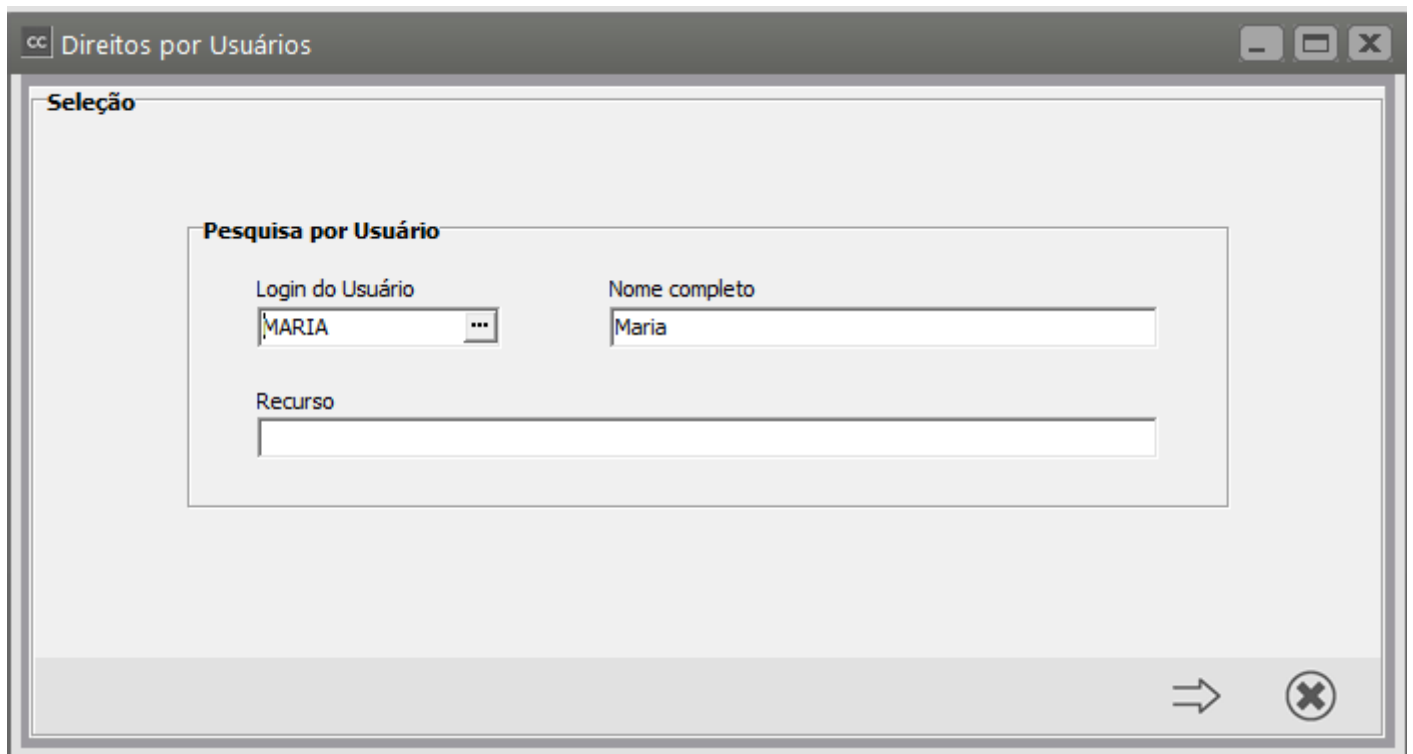 cc Direitos por Usuários
Seleção
Pesquisa por Usuário
Login do Usuário Nome completo
MARIA ... Maria
Recurso